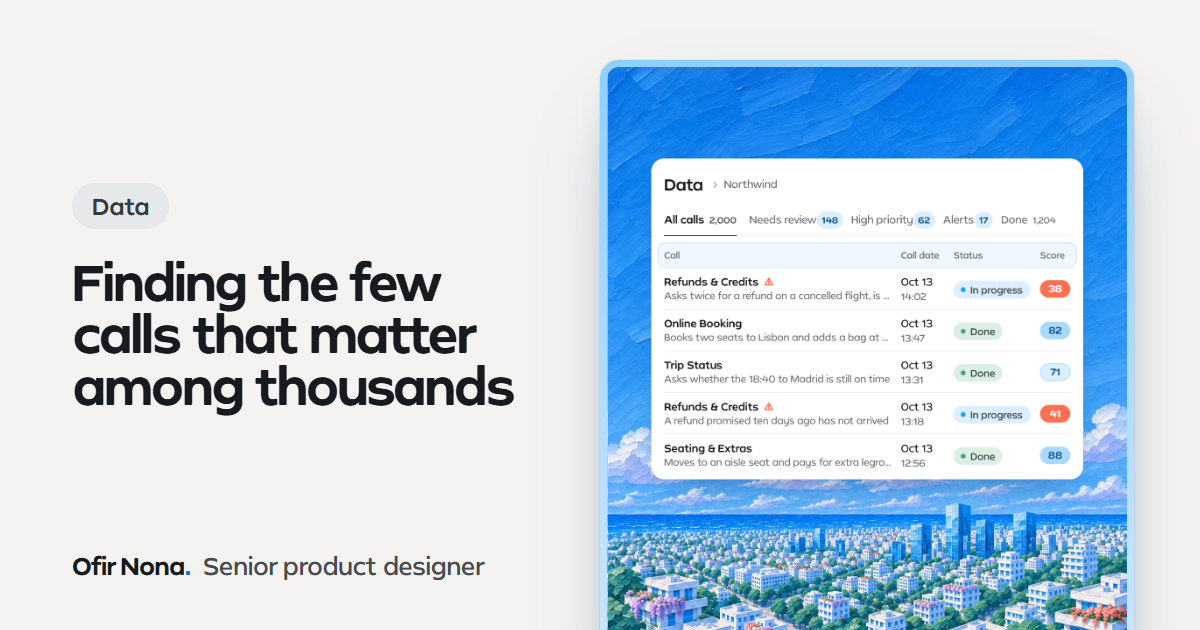 Data
Finding the few
calls that matter
among thousands
Ofir Nona. Senior product designer
Data › Northwind
All calls 2,000 Needs review 148 High priority 62 Alerts 17 Done 1,204
Call Call date Status Score
Refunds & Credits Oct 13 In progress 38
Asks twice for a refund on a cancelled flight, is ... 14:02
Online Booking Oct 13 Done 82
Books two seats to Lisbon and adds a bag at ... 13:47
Trip Status Oct 13 Done 71
Asks whether the 18:40 to Madrid is still on time 13:31
Refunds & Credits Oct 13 In progress 41
A refund promised ten days ago has not arrived 13:18
Seating & Extras Oct 13 Done 88
Moves to an aisle seat and pays for extra legro... 12:56